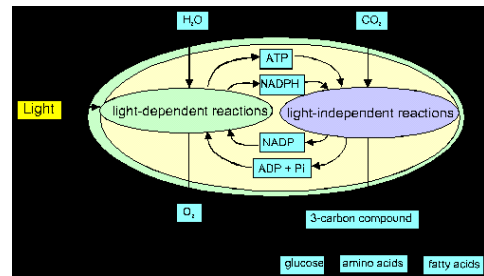 H₂O
CO₂
ATP
NADPH
Light
light-dependent reactions
light-independent reactions
NADP
ADP + Pi
O₂
3-carbon compound
glucose
amino acids
fatty acids